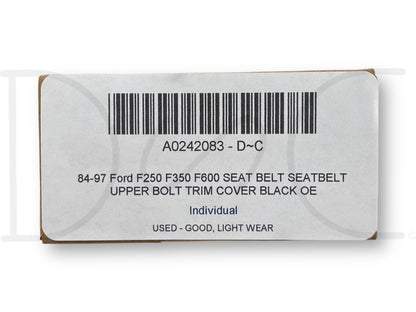 A0242083 - D~C
84-97 Ford F250 F350 F600 SEAT BELT SEATBELT
UPPER BOLT TRIM COVER BLACK OE
Individual
USED - GOOD, LIGHT WEAR